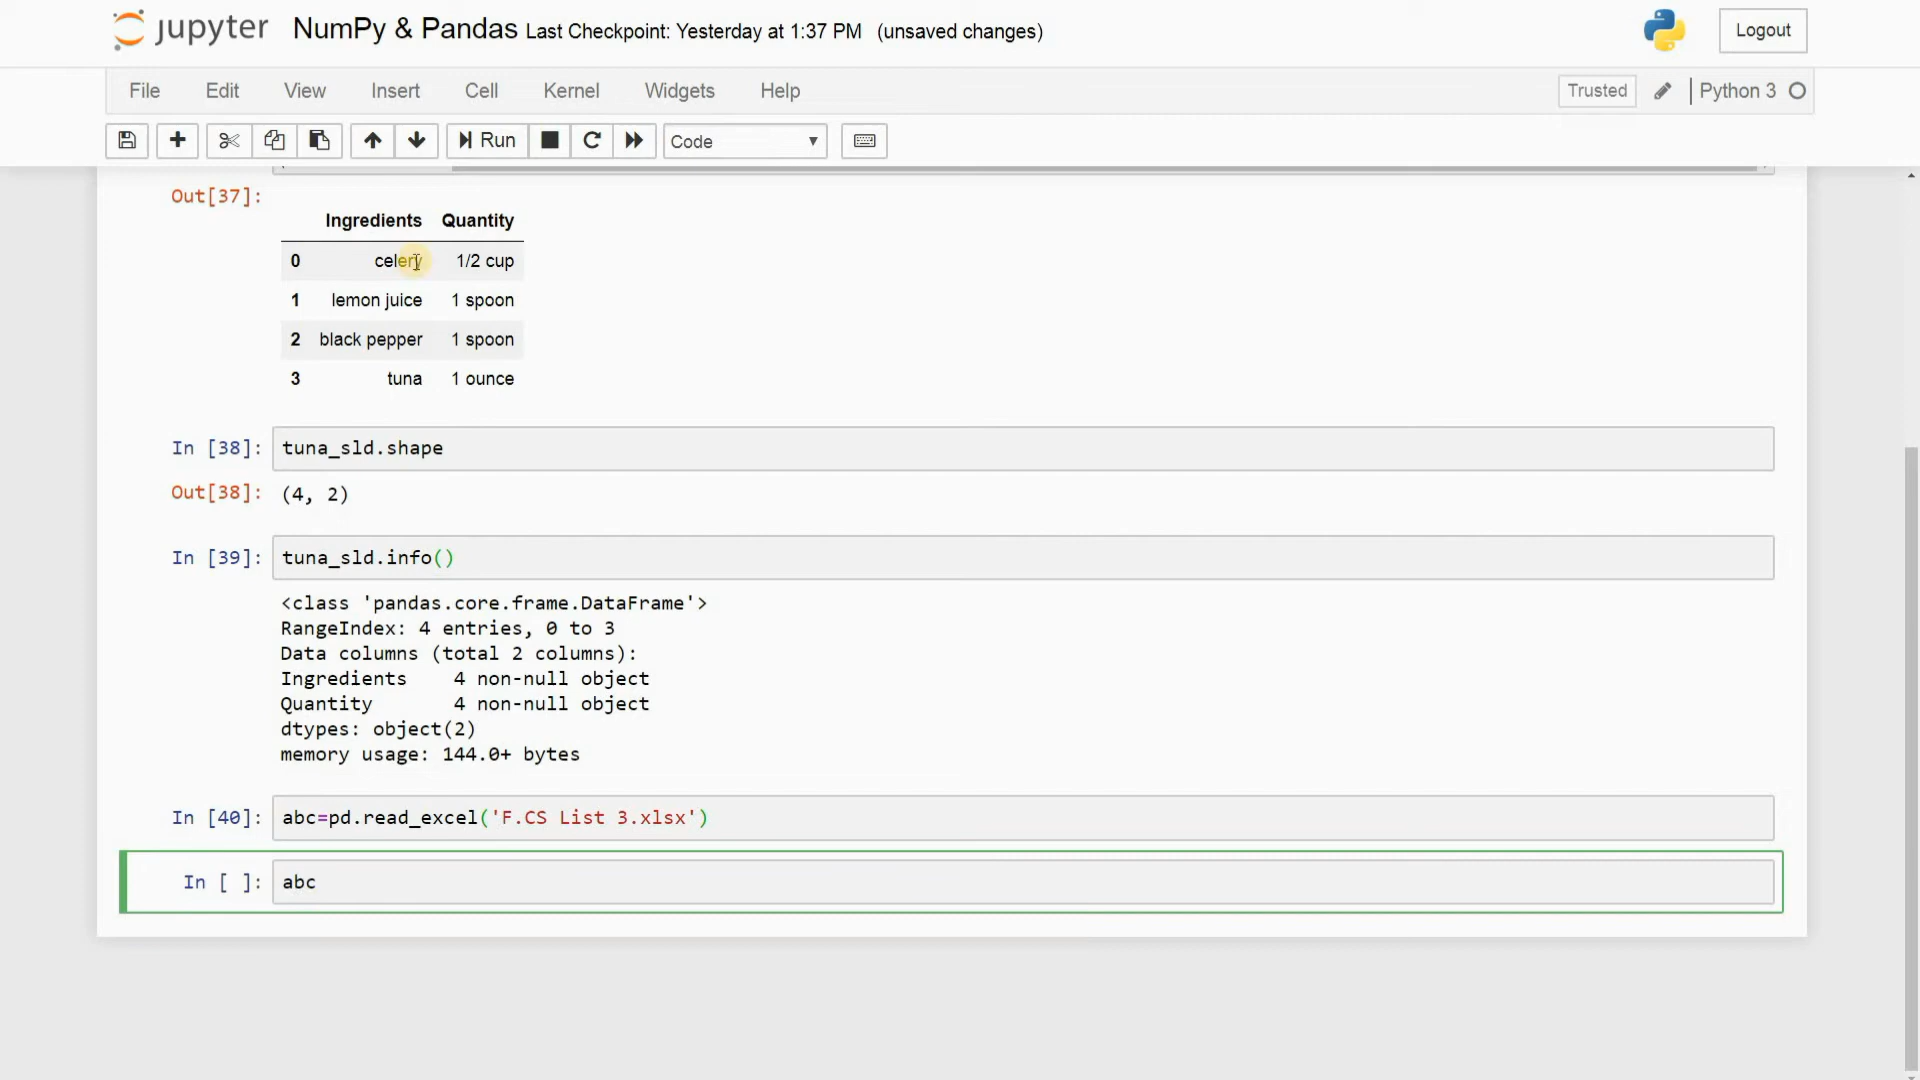 jupyter NumPy & Pandas Last Checkpoint: Yesterday at 1:37 PM (unsaved changes) Logout
File Edit View Insert Cell Kernel Widgets Help Trusted Python 3
Run Code
Out[37]:
Ingredients Quantity
0 celery 1/2 cup
1 lemon juice 1 spoon
2 black pepper 1 spoon
3 tuna 1 ounce
In [38]: tuna_sld.shape
Out[38]: (4, 2)
In [39]: tuna_sld.info()
<class 'pandas.core.frame.DataFrame'>
RangeIndex: 4 entries, 0 to 3
Data columns (total 2 columns):
Ingredients    4 non-null object
Quantity       4 non-null object
dtypes: object(2)
memory usage: 144.0+ bytes
In [40]: abc=pd.read_excel('F.CS List 3.xlsx')
In [ ]: abc